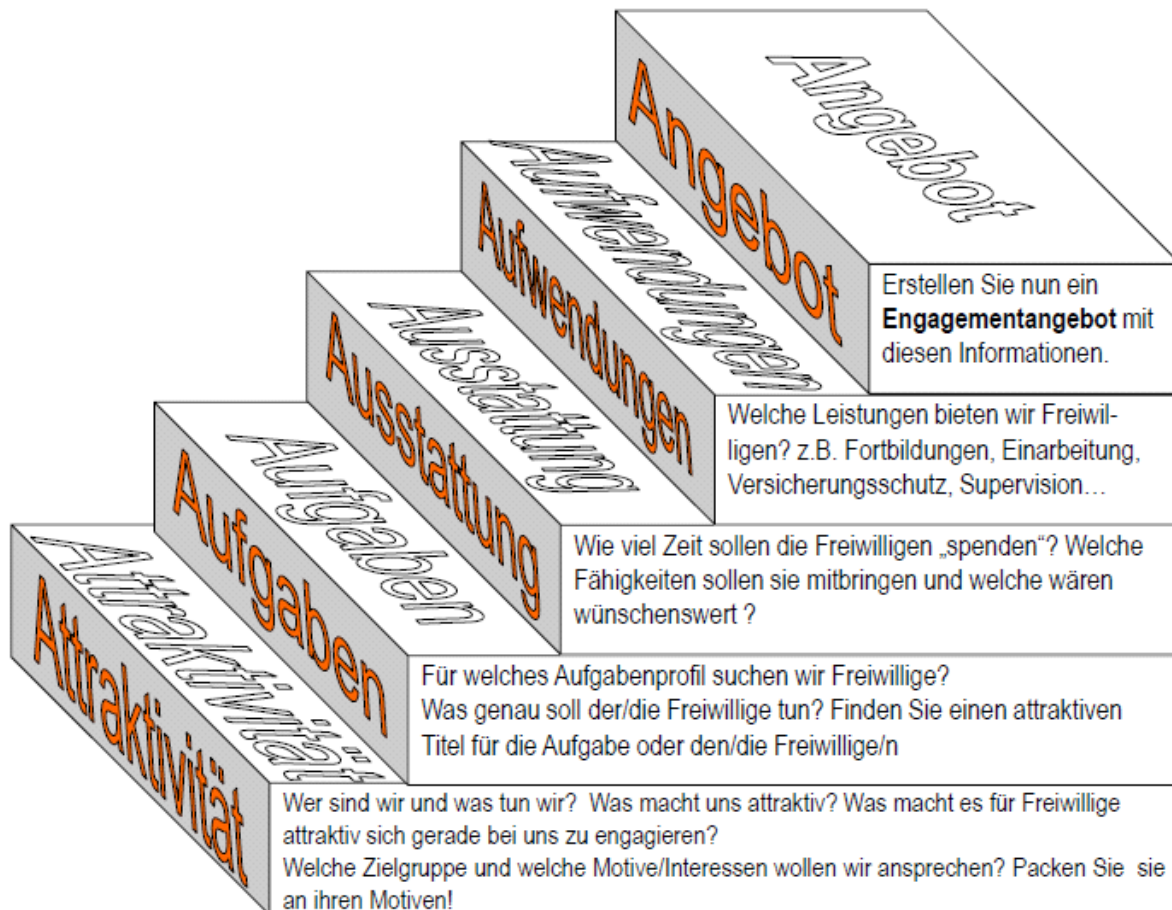 Angebot
Angebot
Erstellen Sie nun ein
Engagementangebot mit
diesen Informationen.
Aufwendungen
Aufwendungen
Welche Leistungen bieten wir Freiwil-
ligen? z.B. Fortbildungen, Einarbeitung,
Versicherungsschutz, Supervision…
Ausstattung
Ausstattung
Wie viel Zeit sollen die Freiwilligen „spenden“? Welche
Fähigkeiten sollen sie mitbringen und welche wären
wünschenswert ?
Aufgaben
Aufgaben
Für welches Aufgabenprofil suchen wir Freiwillige?
Was genau soll der/die Freiwillige tun? Finden Sie einen attraktiven
Titel für die Aufgabe oder den/die Freiwillige/n
Attraktivität
Attraktivität
Wer sind wir und was tun wir?  Was macht uns attraktiv? Was macht es für Freiwillige
attraktiv sich gerade bei uns zu engagieren?
Welche Zielgruppe und welche Motive/Interessen wollen wir ansprechen? Packen Sie  sie
an ihren Motiven!